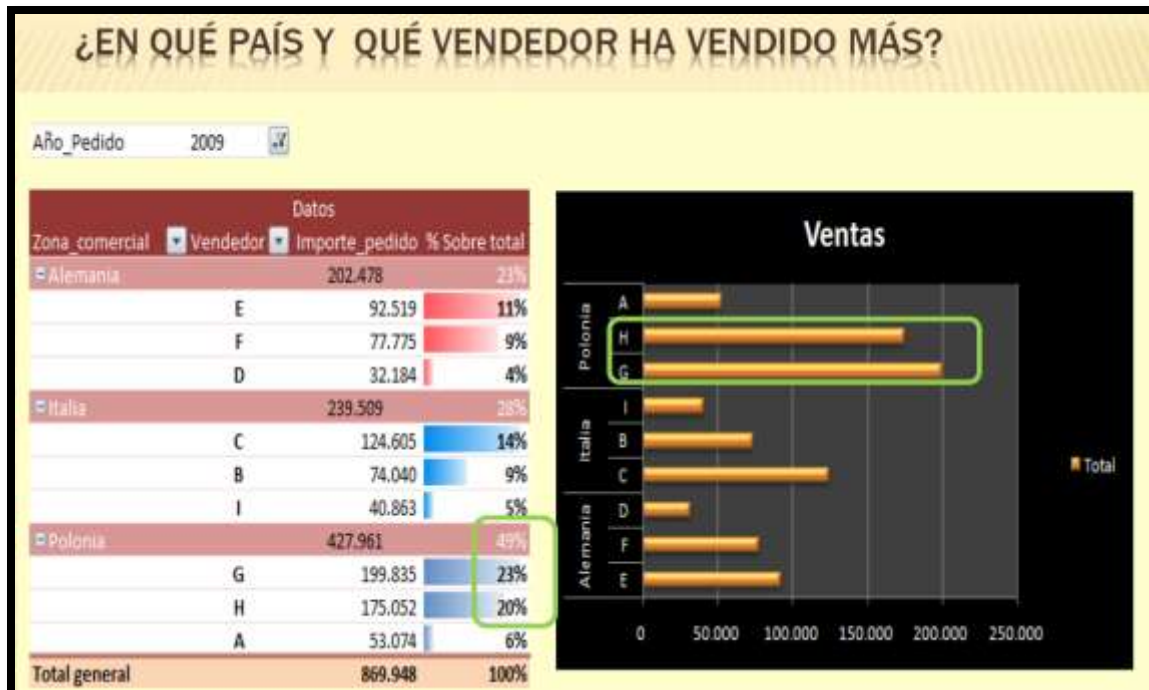 ¿EN QUÉ PAÍS Y QUÉ VENDEDOR HA VENDIDO MÁS?
Año_Pedido 2009
Datos
Zona_comercial Vendedor Importe_pedido % Sobre total
Alemania 202.478 23%
E 92.519 11%
F 77.775 9%
D 32.184 4%
Italia 239.509 28%
C 124.605 14%
B 74.040 9%
I 40.863 5%
Polonia 427.961 49%
G 199.835 23%
H 175.052 20%
A 53.074 6%
Total general 869.948 100%
Ventas
Polonia
A
H
G
Italia
I
B
C
Alemania
D
F
E
0 50.000 100.000 150.000 200.000 250.000
Total